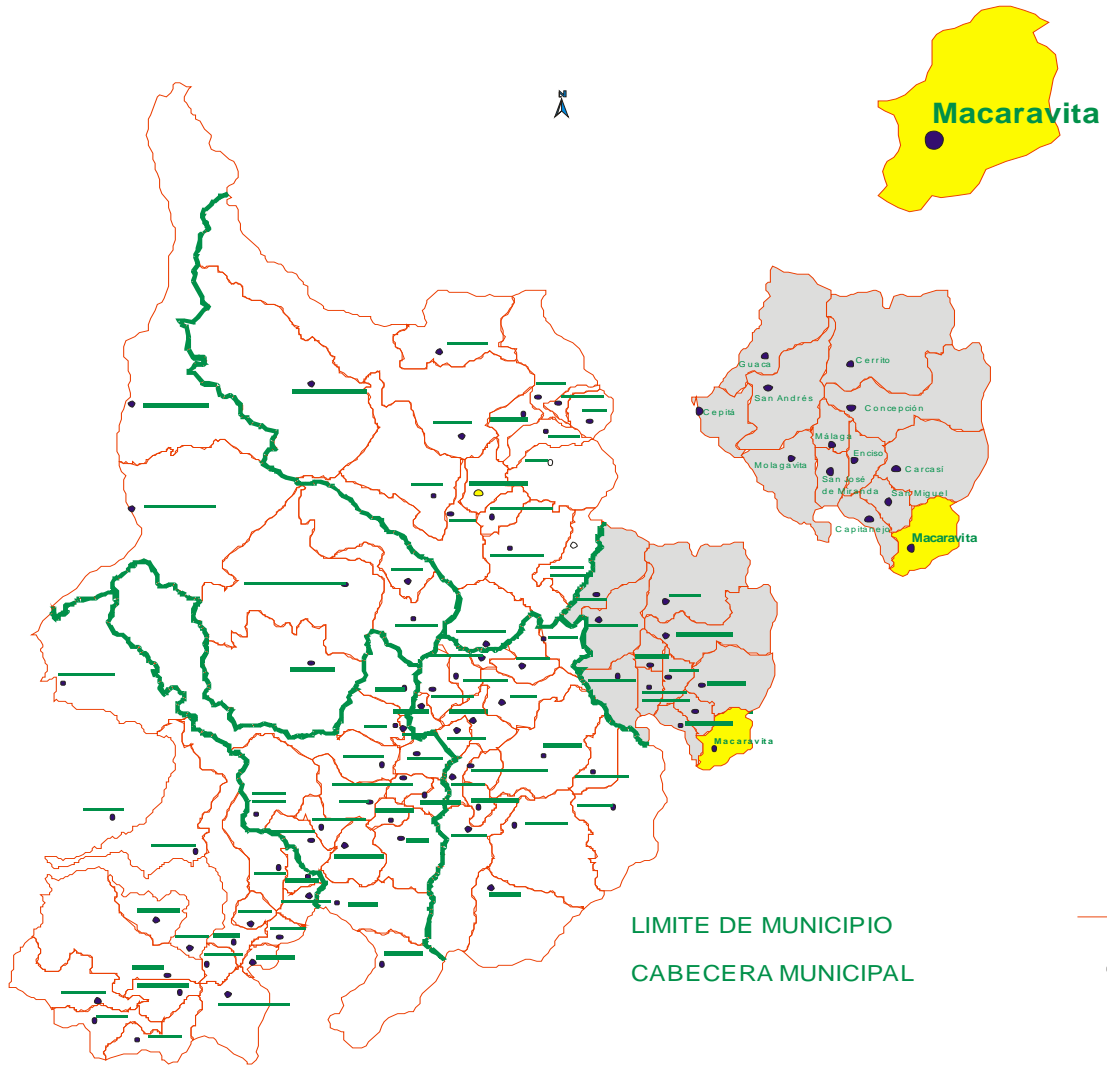 N
Macaravita
Guaca
Cerrito
San Andrés
Cepitá
Concepción
Málaga
Enciso
Molagavita
Carcasí
San José
de Miranda
San Miguel
Capitanejo
Macaravita
Macaravita
LIMITE DE MUNICIPIO
CABECERA MUNICIPAL